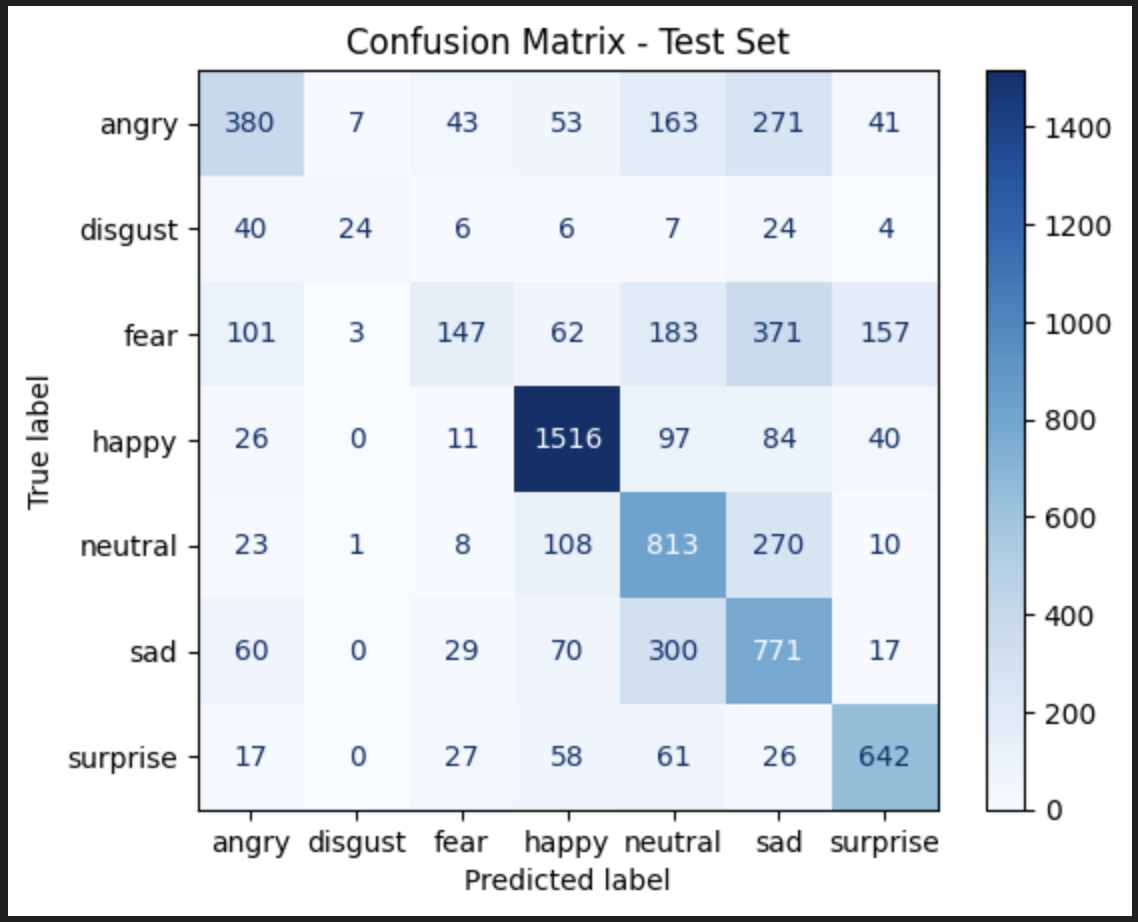 Confusion Matrix - Test Set
angry 380 7 43 53 163 271 41
disgust 40 24 6 6 7 24 4
fear 101 3 147 62 183 371 157
happy 26 0 11 1516 97 84 40
neutral 23 1 8 108 813 270 10
sad 60 0 29 70 300 771 17
surprise 17 0 27 58 61 26 642
angry disgust fear happy neutral sad surprise
Predicted label
True label
1400
1200
1000
800
600
400
200
0